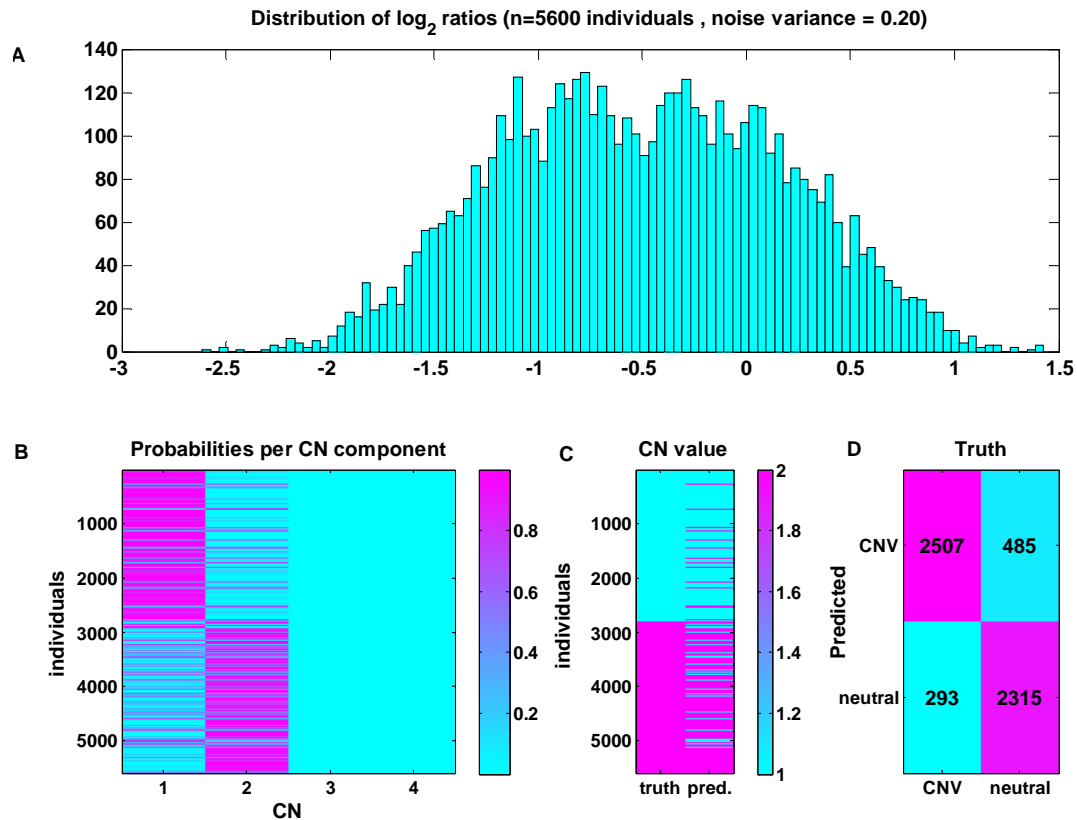 Distribution of log2 ratios (n=5600 individuals , noise variance = 0.20)
A
140
120
100
80
60
40
20
0
-3 -2.5 -2 -1.5 -1 -0.5 0 0.5 1 1.5
B Probabilities per CN component
individuals
1000
2000
3000
4000
5000
1 2 3 4
CN
0.8
0.6
0.4
0.2
C CN value
individuals
1000
2000
3000
4000
5000
truth pred.
2
1.8
1.6
1.4
1.2
1
D Truth
Predicted
CNV 2507 485
neutral 293 2315
CNV neutral